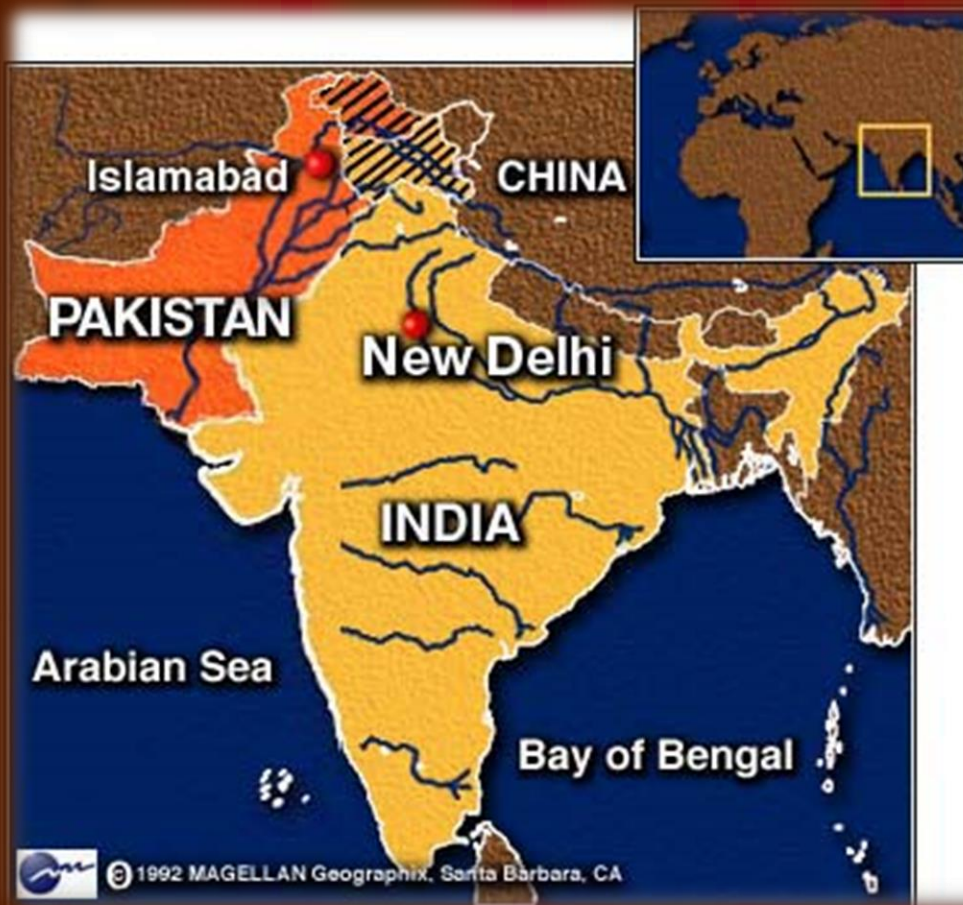 Islamabad
CHINA
PAKISTAN
New Delhi
INDIA
Arabian Sea
Bay of Bengal
© 1992 MAGELLAN Geographix, Santa Barbara, CA